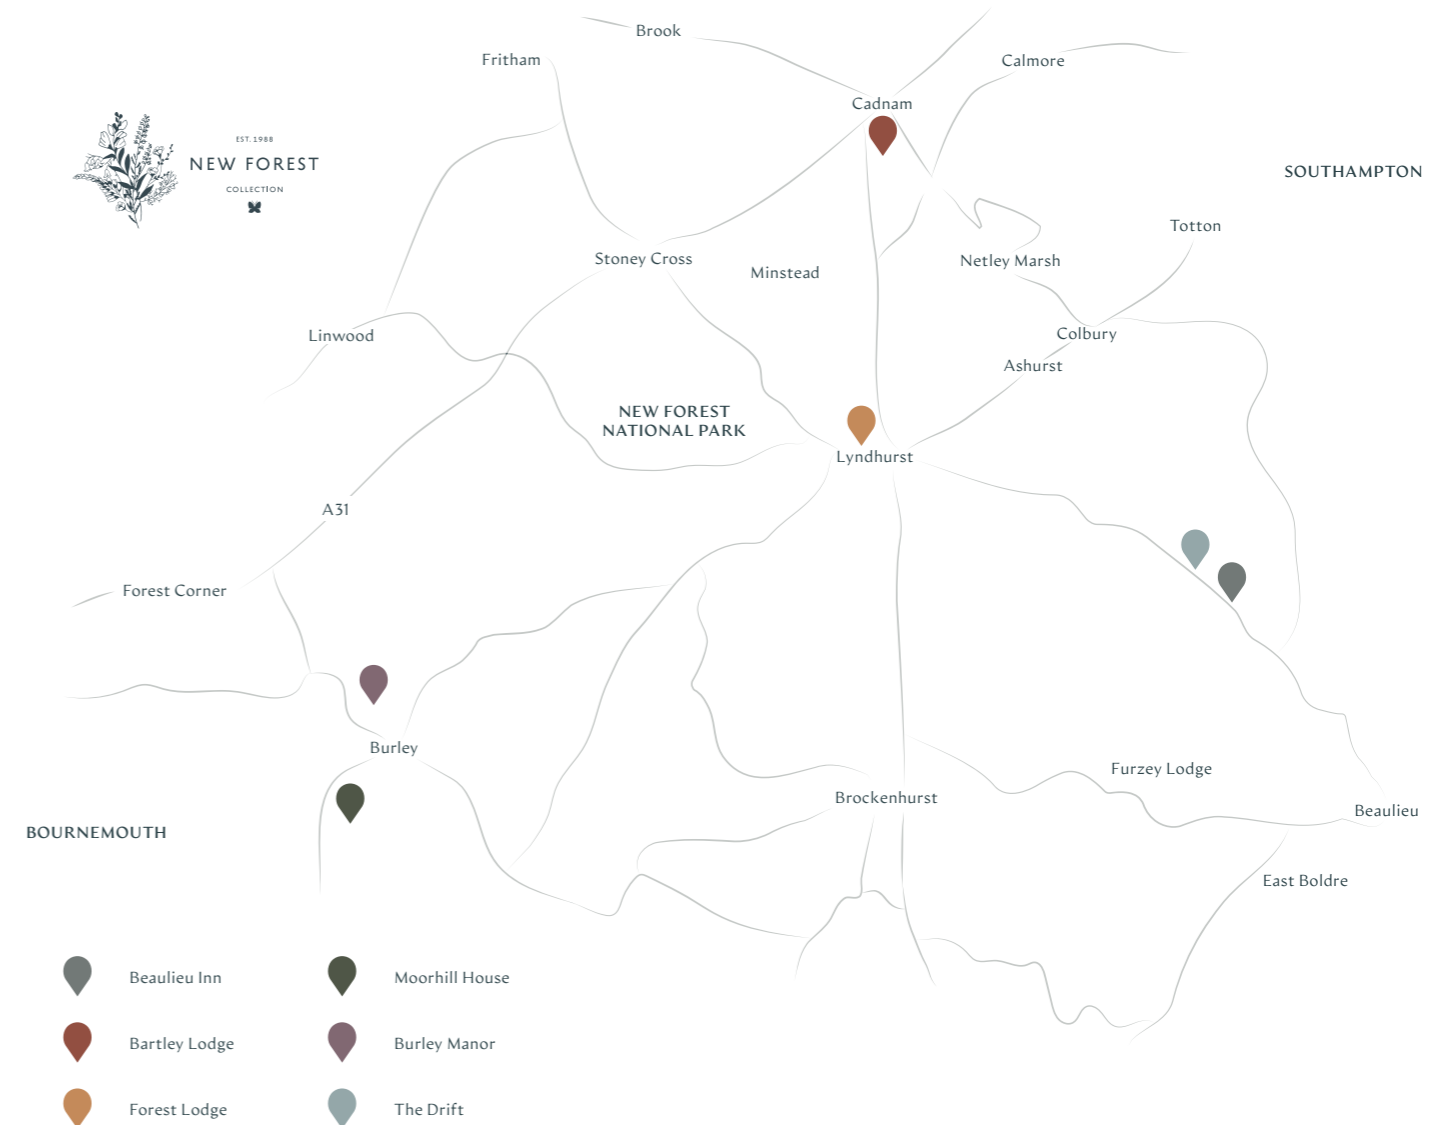 Brook
Fritham
Calmore
Cadnam
EST. 1988
NEW FOREST
COLLECTION
SOUTHAMPTON
Totton
Stoney Cross
Minstead
Netley Marsh
Linwood
Colbury
Ashurst
NEW FOREST
NATIONAL PARK
Lyndhurst
A31
Forest Corner
Burley
Furzey Lodge
Brockenhurst
Beaulieu
BOURNEMOUTH
East Boldre
Beaulieu Inn
Moorhill House
Bartley Lodge
Burley Manor
Forest Lodge
The Drift